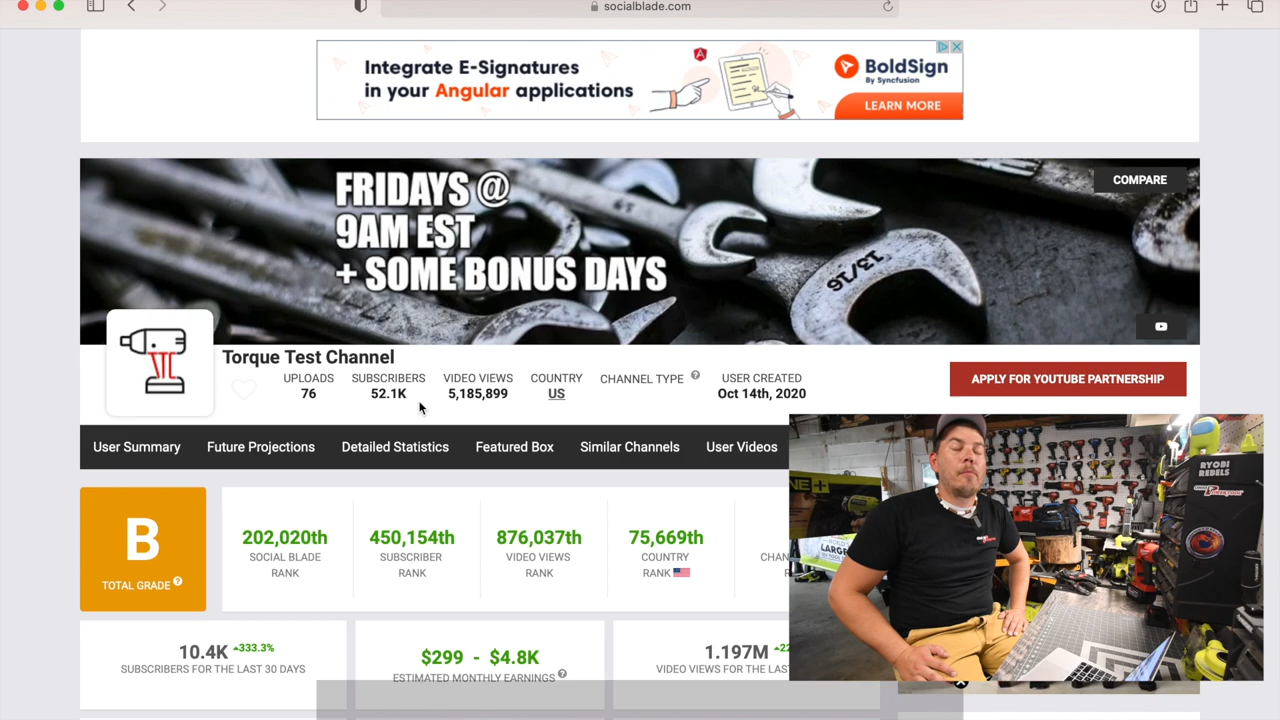 socialblade.com
Integrate E-Signatures
in your Angular applications
BoldSign
By Syncfusion
LEARN MORE
FRIDAYS @
9AM EST
+ SOME BONUS DAYS
13/16
COMPARE
Torque Test Channel
UPLOADS
76
SUBSCRIBERS
52.1K
VIDEO VIEWS
5,185,899
COUNTRY
US
CHANNEL TYPE ?
USER CREATED
Oct 14th, 2020
APPLY FOR YOUTUBE PARTNERSHIP
User Summary
Future Projections
Detailed Statistics
Featured Box
Similar Channels
User Videos
B
TOTAL GRADE ?
202,020th
SOCIAL BLADE
RANK
450,154th
SUBSCRIBER
RANK
876,037th
VIDEO VIEWS
RANK
75,669th
COUNTRY
RANK
CHAN
RYOBI
REBELS
10.4K 333.3%
SUBSCRIBERS FOR THE LAST 30 DAYS
$299 - $4.8K
ESTIMATED MONTHLY EARNINGS ?
1.197M
VIDEO VIEWS FOR THE LAS